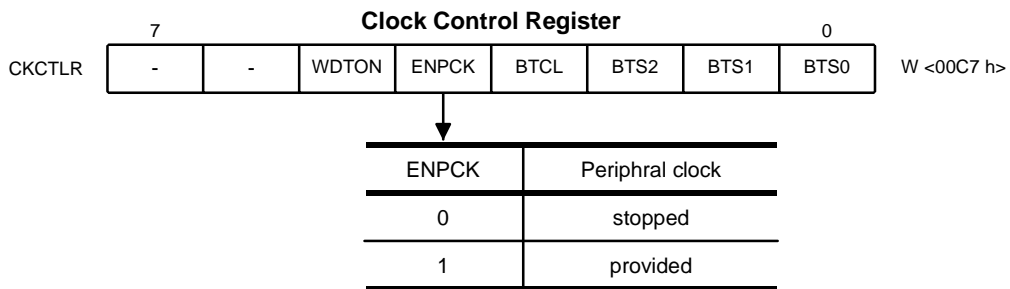 Clock Control Register
7 0
CKCTLR - - WDTON ENPCK BTCL BTS2 BTS1 BTS0 W <00C7 h>
ENPCK Periphral clock
0 stopped
1 provided